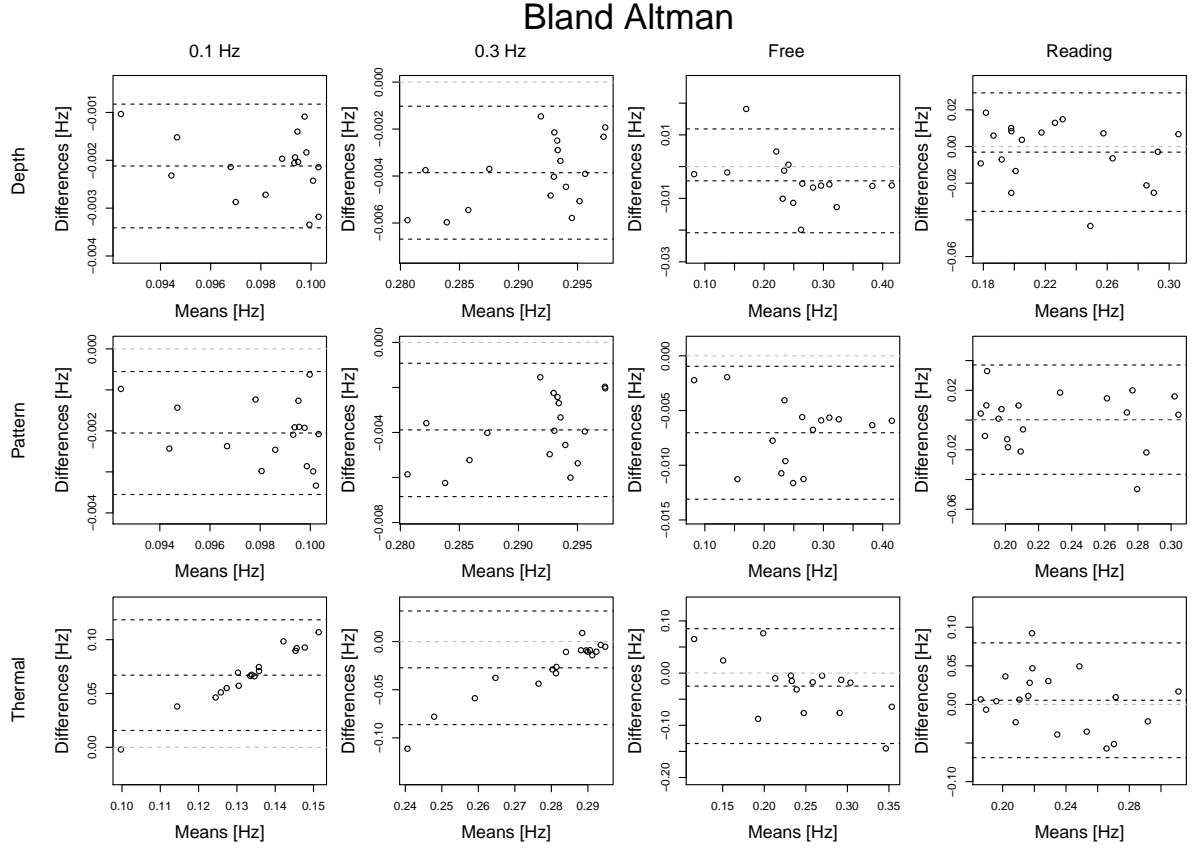 Bland Altman
0.1 Hz 0.3 Hz Free Reading
Depth
Differences [Hz]
-0.001
-0.002
-0.003
-0.004
0.094 0.096 0.098 0.100
Means [Hz]
Differences [Hz]
0.000
-0.002
-0.004
-0.006
0.280 0.285 0.290 0.295
Means [Hz]
Differences [Hz]
0.01
-0.01
-0.03
0.10 0.20 0.30 0.40
Means [Hz]
Differences [Hz]
0.02
0.00
-0.02
-0.06
0.18 0.22 0.26 0.30
Means [Hz]
Pattern
Differences [Hz]
0.000
-0.002
-0.004
0.094 0.096 0.098 0.100
Means [Hz]
Differences [Hz]
0.000
-0.004
-0.008
0.280 0.285 0.290 0.295
Means [Hz]
Differences [Hz]
0.000
-0.005
-0.010
-0.015
0.10 0.20 0.30 0.40
Means [Hz]
Differences [Hz]
0.02
-0.02
-0.06
0.20 0.22 0.24 0.26 0.28 0.30
Means [Hz]
Thermal
Differences [Hz]
0.10
0.05
0.00
0.10 0.11 0.12 0.13 0.14 0.15
Means [Hz]
Differences [Hz]
0.00
-0.05
-0.10
0.24 0.25 0.26 0.27 0.28 0.29
Means [Hz]
Differences [Hz]
0.10
0.00
-0.10
-0.20
0.15 0.20 0.25 0.30 0.35
Means [Hz]
Differences [Hz]
0.10
0.05
0.00
-0.10
0.20 0.24 0.28
Means [Hz]